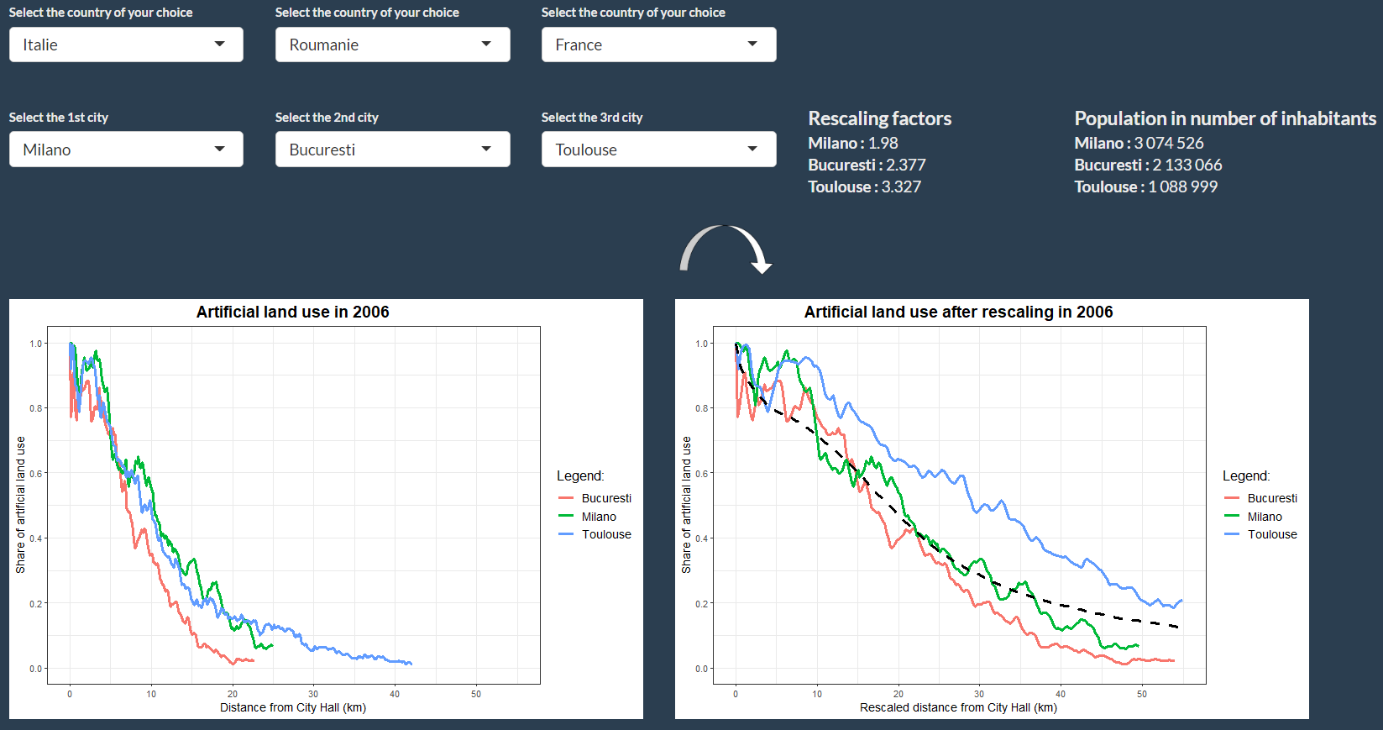 Select the country of your choice
Select the country of your choice
Select the country of your choice
Italie
Roumanie
France
Select the 1st city
Select the 2nd city
Select the 3rd city
Milano
Bucuresti
Toulouse
Rescaling factors
Milano : 1.98
Bucuresti : 2.377
Toulouse : 3.327
Population in number of inhabitants
Milano : 3 074 526
Bucuresti : 2 133 066
Toulouse : 1 088 999
Artificial land use in 2006
Share of artificial land use
1.0
0.8
0.6
0.4
0.2
0.0
0 10 20 30 40 50
Distance from City Hall (km)
Legend:
Bucuresti
Milano
Toulouse
Artificial land use after rescaling in 2006
Share of artificial land use
1.0
0.8
0.6
0.4
0.2
0.0
0 10 20 30 40 50
Rescaled distance from City Hall (km)
Legend:
Bucuresti
Milano
Toulouse